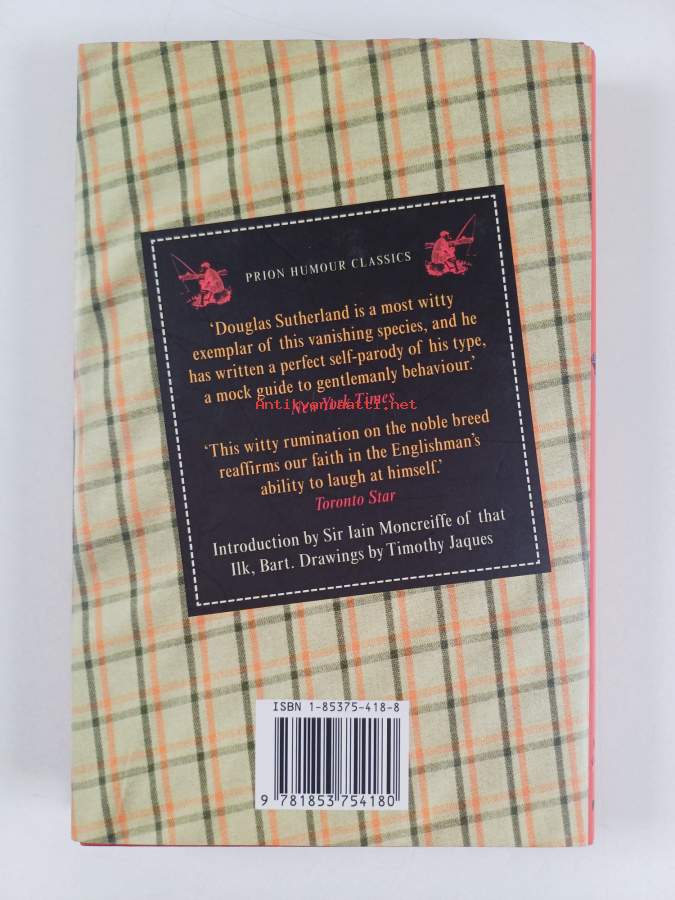 PRION HUMOUR CLASSICS
‘Douglas Sutherland is a most witty
exemplar of this vanishing species, and he
has written a perfect self-parody of his type,
a mock guide to gentlemanly behaviour.’
New York Times
Antikvariaatti.net
‘This witty rumination on the noble breed
reaffirms our faith in the Englishman’s
ability to laugh at himself.’
Toronto Star
Introduction by Sir Iain Moncreiffe of that
Ilk, Bart. Drawings by Timothy Jaques
ISBN 1-85375-418-8
9 781853 754180